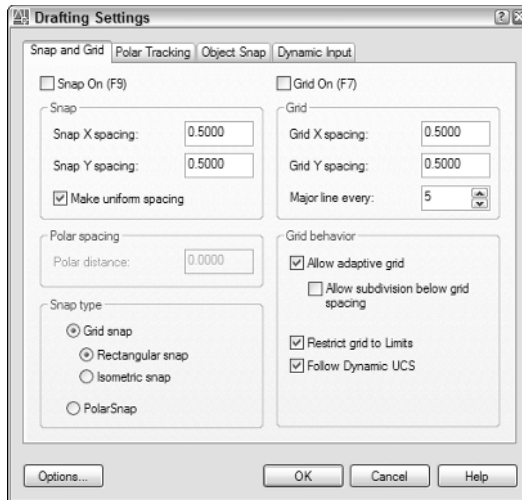 Drafting Settings
Snap and Grid
Polar Tracking
Object Snap
Dynamic Input
Snap On (F9)
Snap
Snap X spacing: 0.5000
Snap Y spacing: 0.5000
Make uniform spacing
Polar spacing
Polar distance: 0.0000
Snap type
Grid snap
Rectangular snap
Isometric snap
PolarSnap
Grid On (F7)
Grid
Grid X spacing: 0.5000
Grid Y spacing: 0.5000
Major line every: 5
Grid behavior
Allow adaptive grid
Allow subdivision below grid
spacing
Restrict grid to Limits
Follow Dynamic UCS
Options...
OK
Cancel
Help